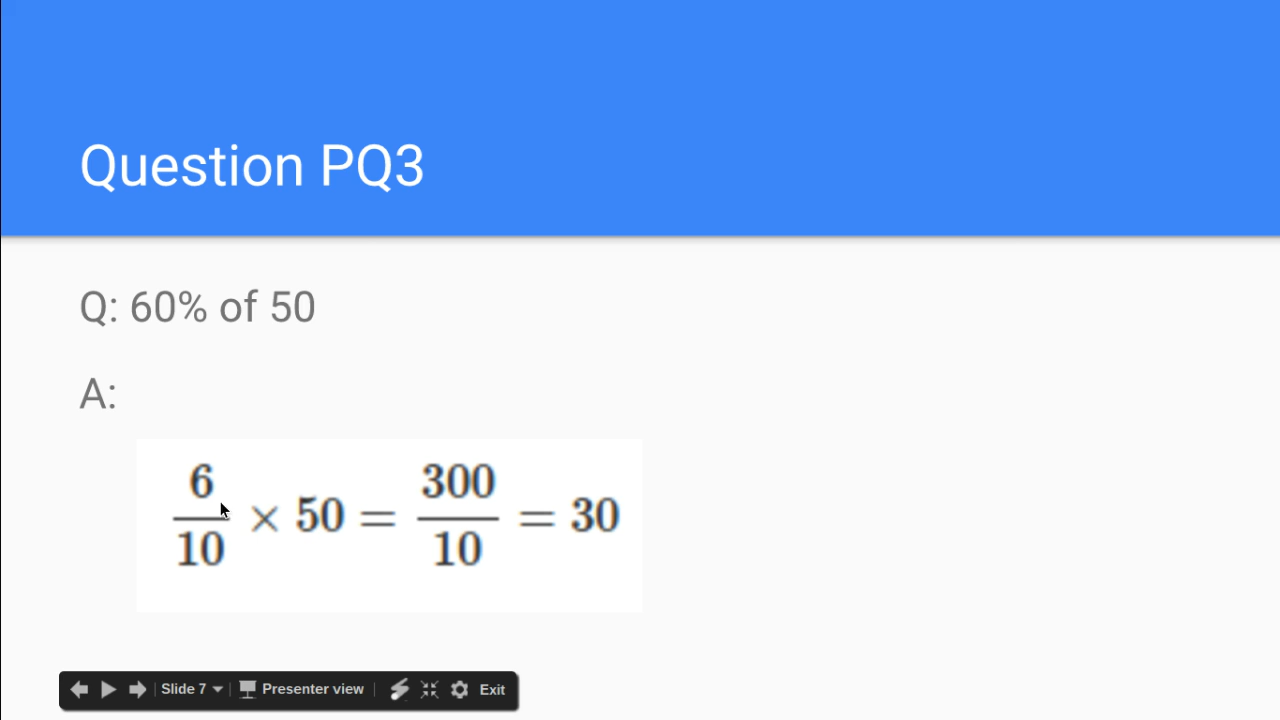 Question PQ3
Q: 60% of 50
A:
6/10 × 50 = 300/10 = 30
Slide 7 Presenter view Exit